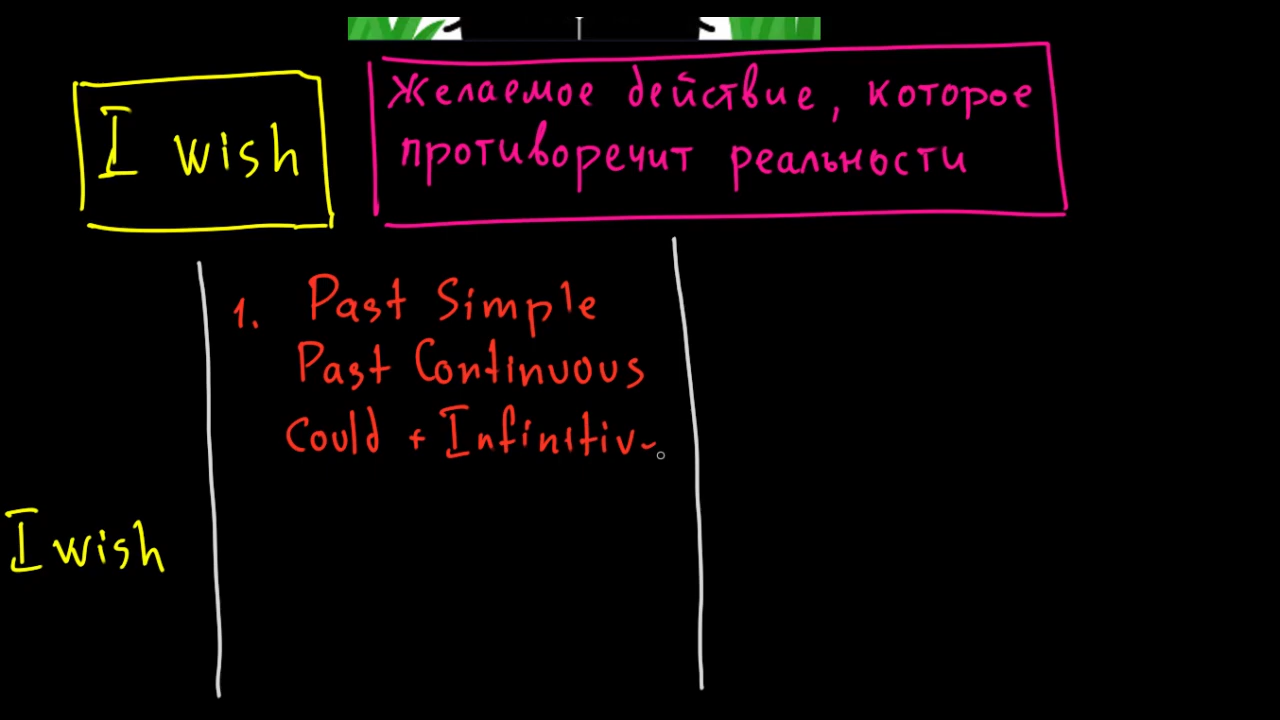 I wish
Желаемое действие, которое
противоречит реальности
1. Past Simple
Past Continuous
Could + Infinitiv
I wish